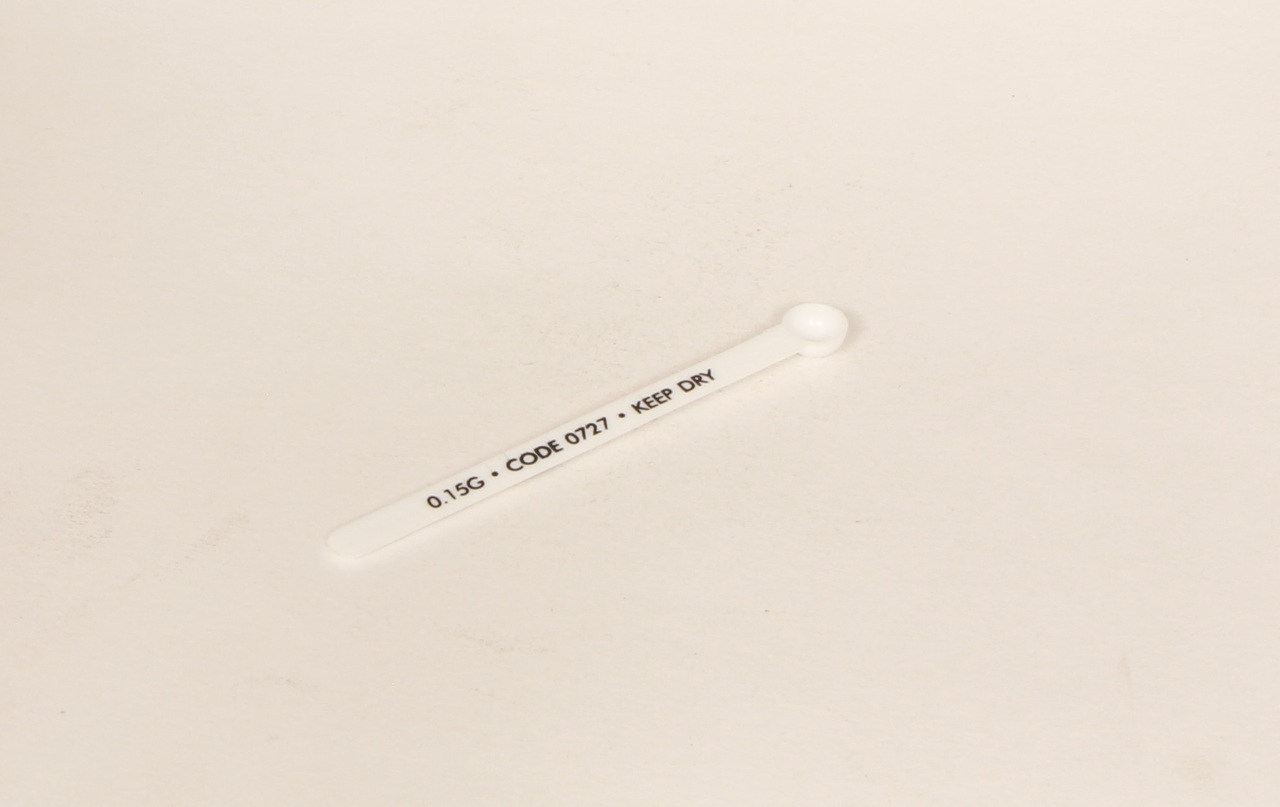 0.15G • CODE 0727 • KEEP DRY